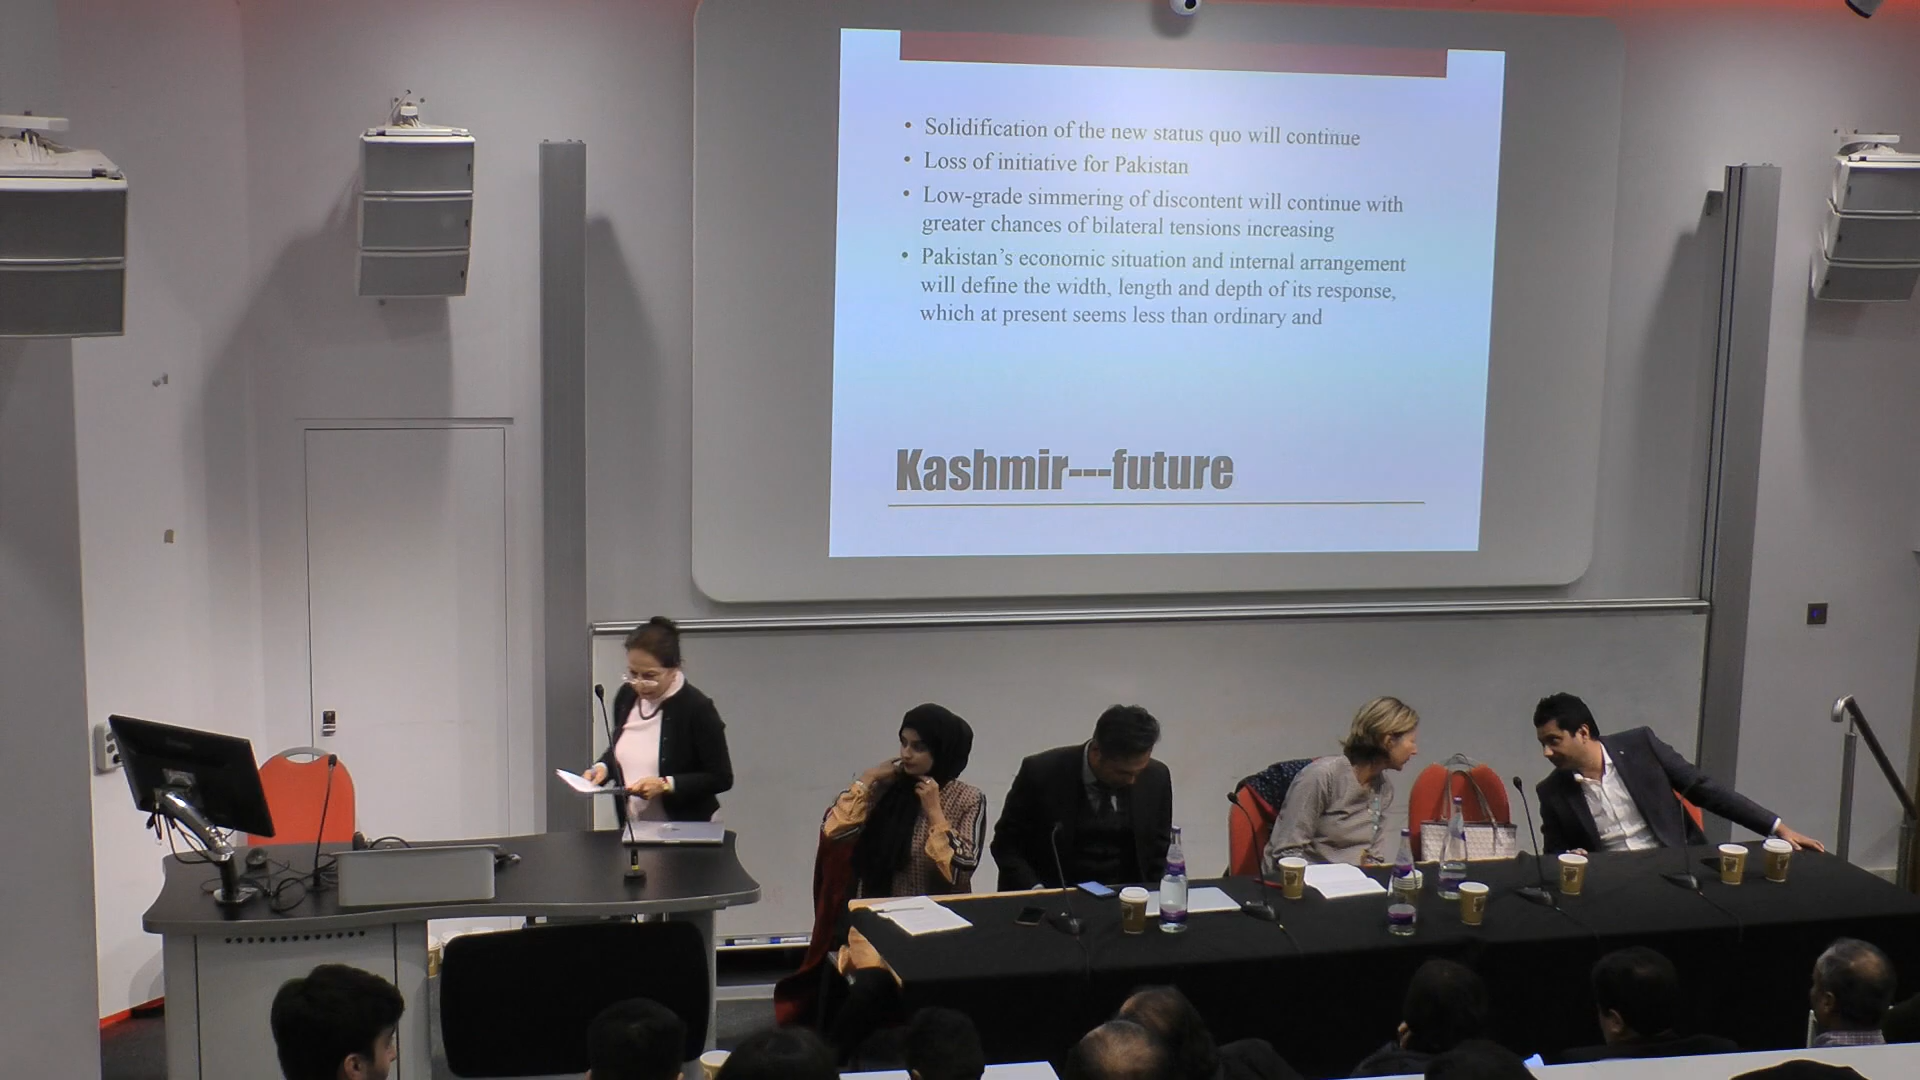 • Solidification of the new status quo will continue
• Loss of initiative for Pakistan
• Low-grade simmering of discontent will continue with
greater chances of bilateral tensions increasing
• Pakistan's economic situation and internal arrangement
will define the width, length and depth of its response,
which at present seems less than ordinary and
Kashmir---future